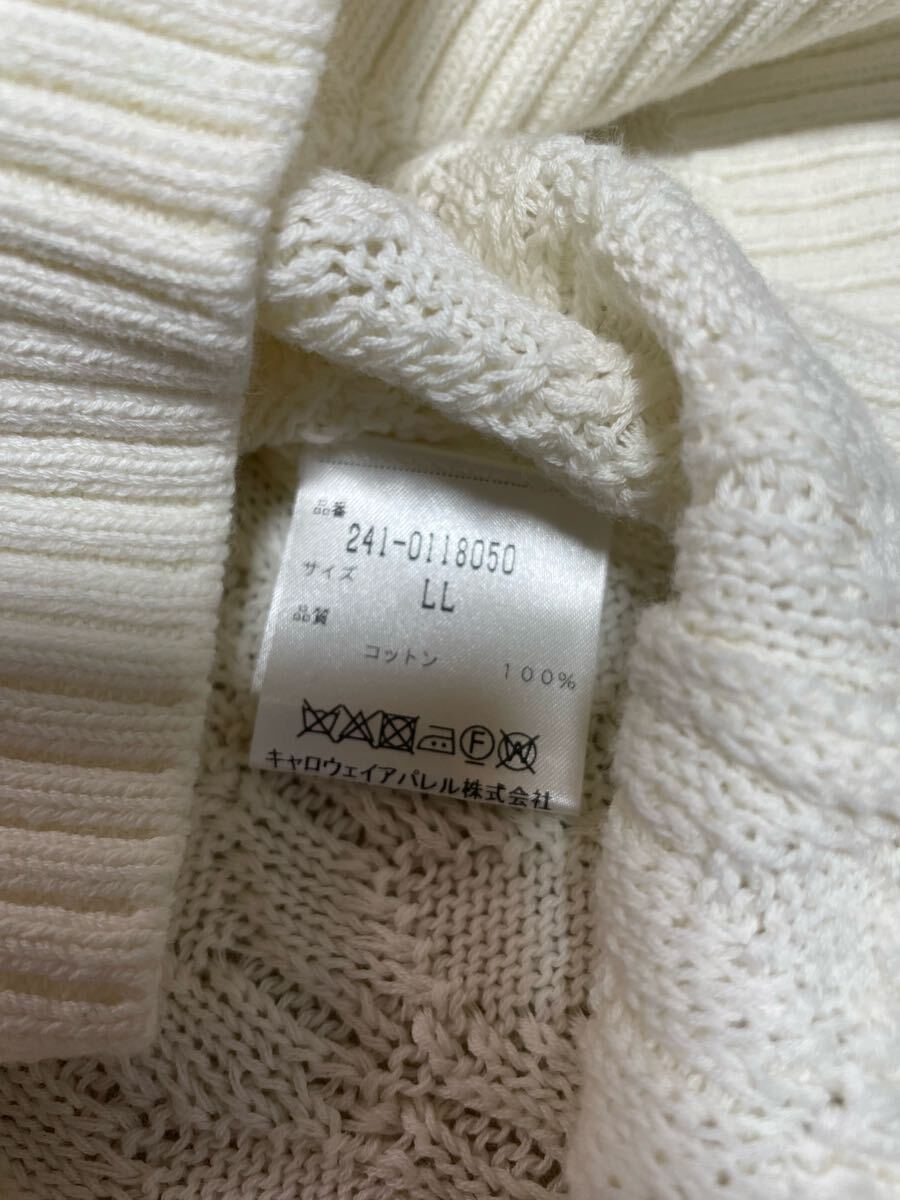 品番
241-0118050
サイズ
LL
品質
コットン 100%
F W
キャロウェイアパレル株式会社